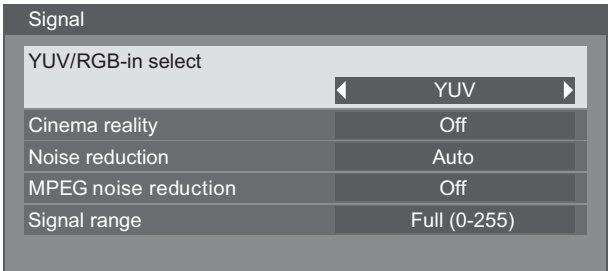 Signal
YUV/RGB-in select
YUV
Cinema reality Off
Noise reduction Auto
MPEG noise reduction Off
Signal range Full (0-255)